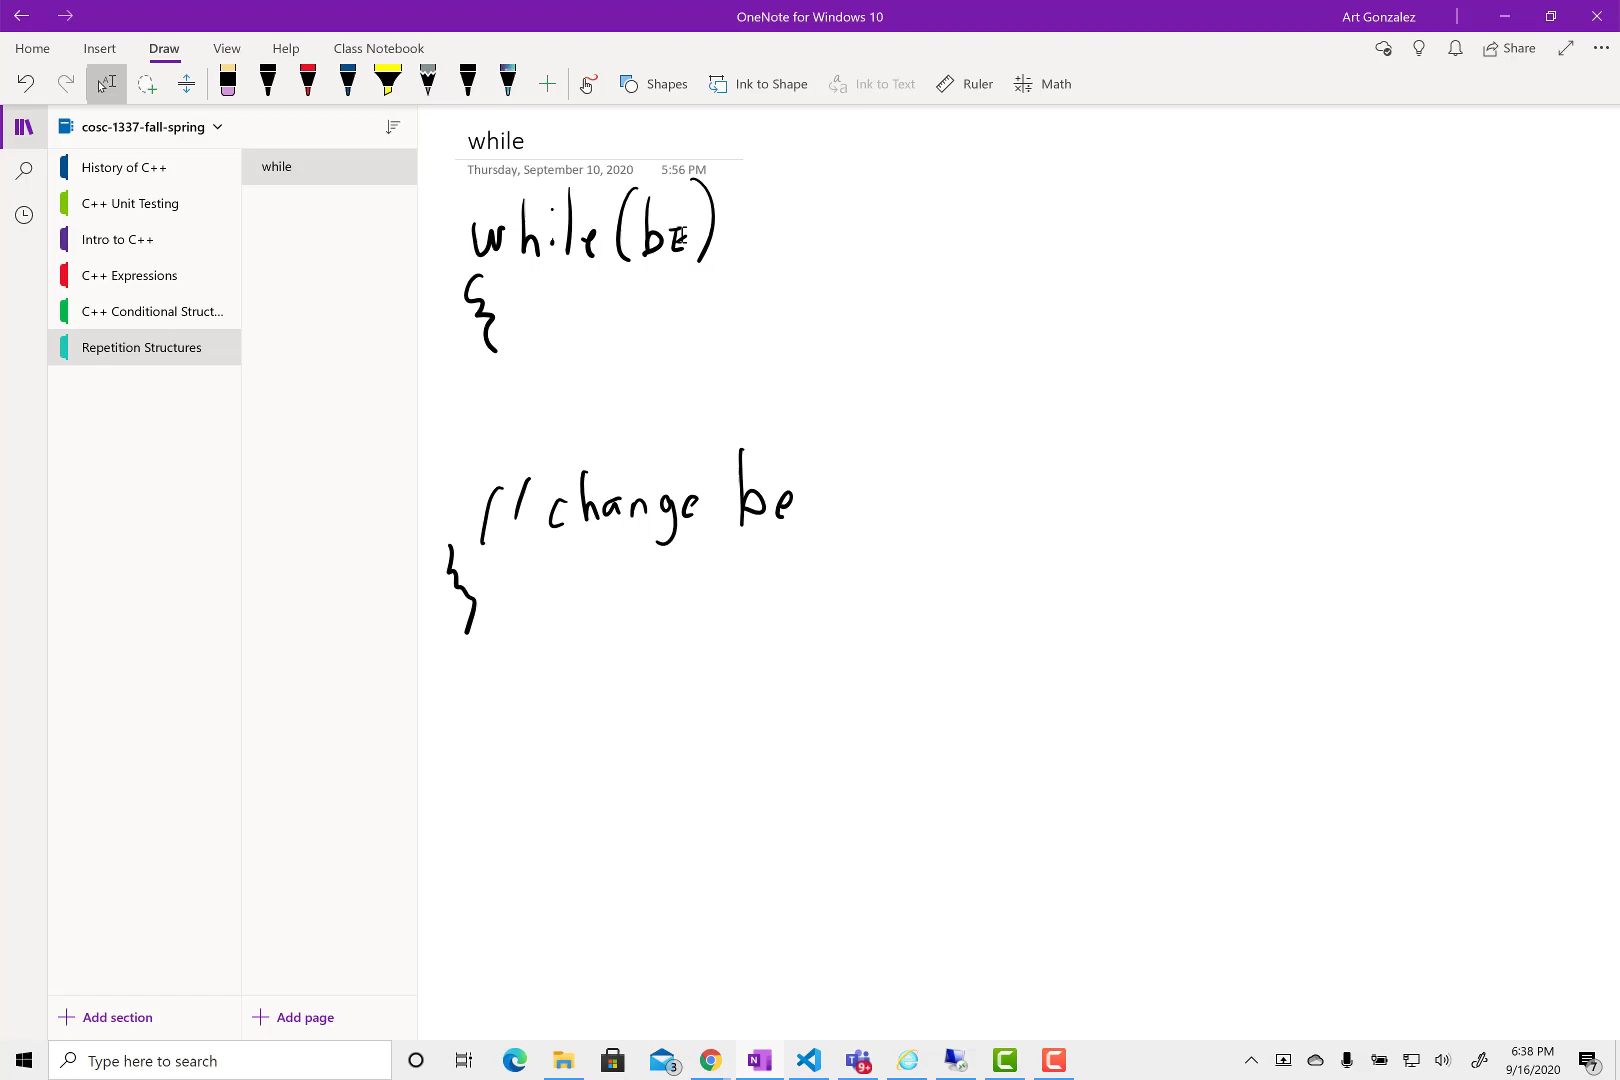 OneNote for Windows 10
Art Gonzalez
Home Insert Draw View Help Class Notebook
Share
Shapes Ink to Shape Ink to Text Ruler Math
cosc-1337-fall-spring
History of C++
C++ Unit Testing
Intro to C++
C++ Expressions
C++ Conditional Struct...
Repetition Structures
Add section
while
Add page
while
Thursday, September 10, 2020 5:56 PM
while(be)
{
//change be
}
Type here to search
3
9+
6:38 PM
9/16/2020
7